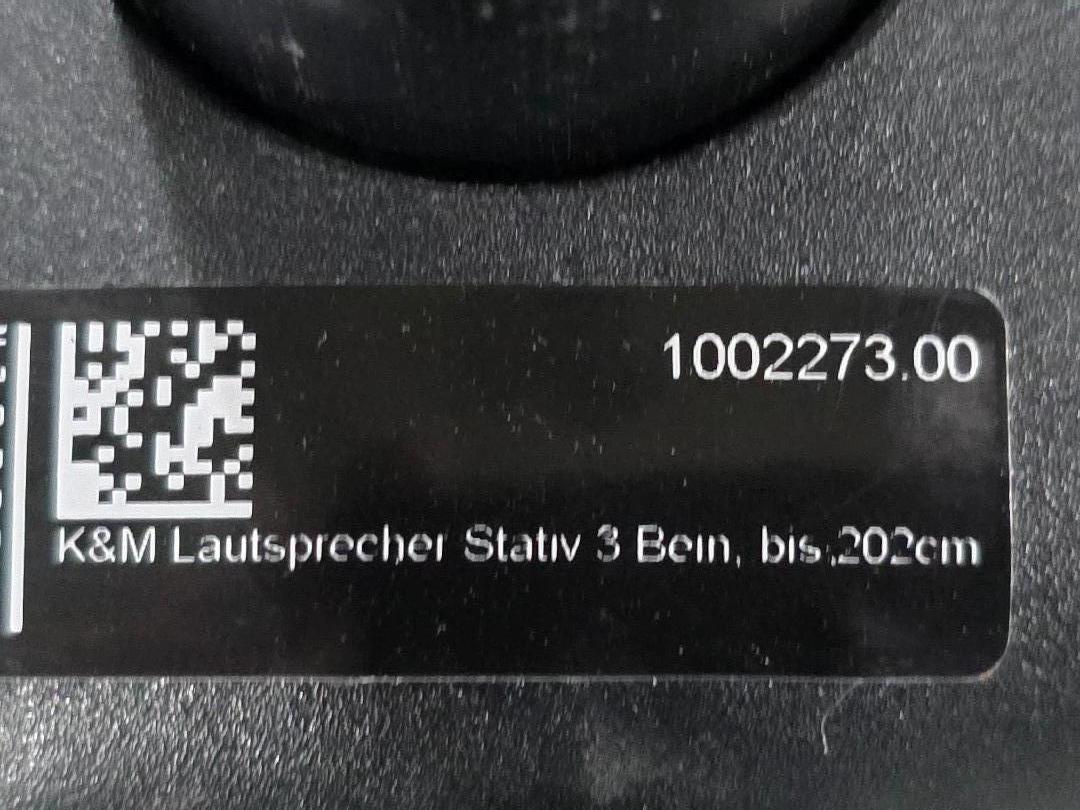 1002273.00
K&M Lautsprecher Stativ 3 Bein, bis 202cm